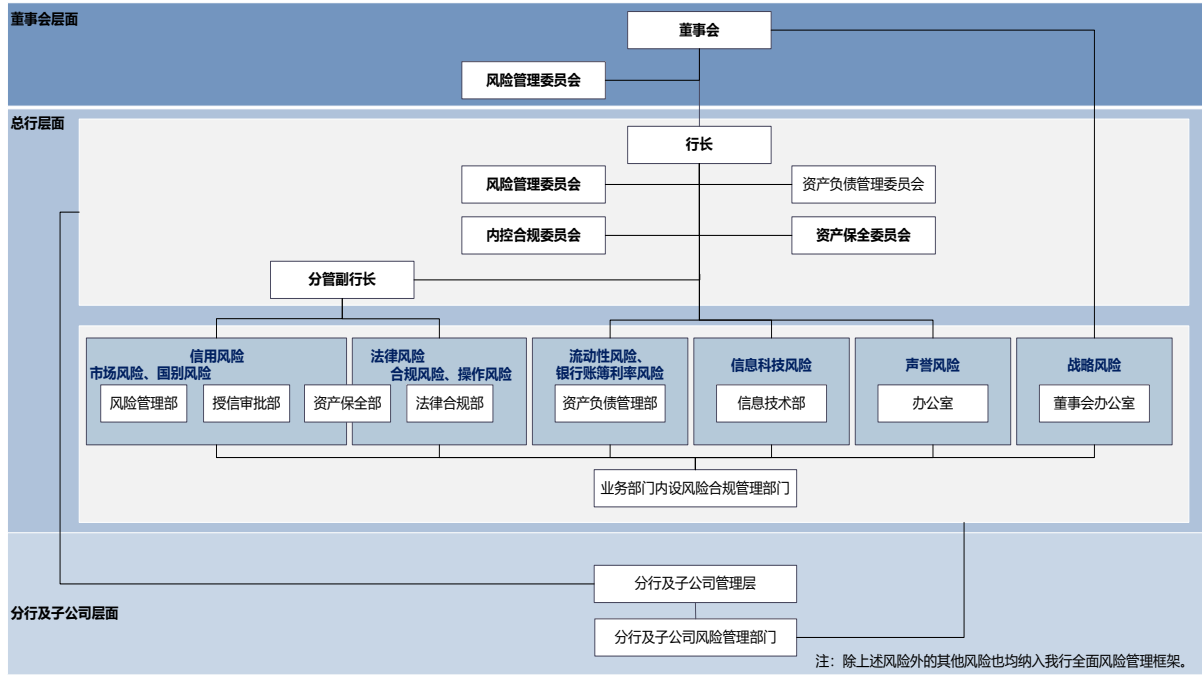 董事会层面
董事会
风险管理委员会
总行层面
行长
风险管理委员会
资产负债管理委员会
内控合规委员会
资产保全委员会
分管副行长
信用风险
市场风险、国别风险
风险管理部
授信审批部
资产保全部
法律风险
合规风险、操作风险
法律合规部
流动性风险、
银行账簿利率风险
资产负债管理部
信息科技风险
信息技术部
声誉风险
办公室
战略风险
董事会办公室
业务部门内设风险合规管理部门
分行及子公司层面
分行及子公司管理层
分行及子公司风险管理部门
注：除上述风险外的其他风险也均纳入我行全面风险管理框架。